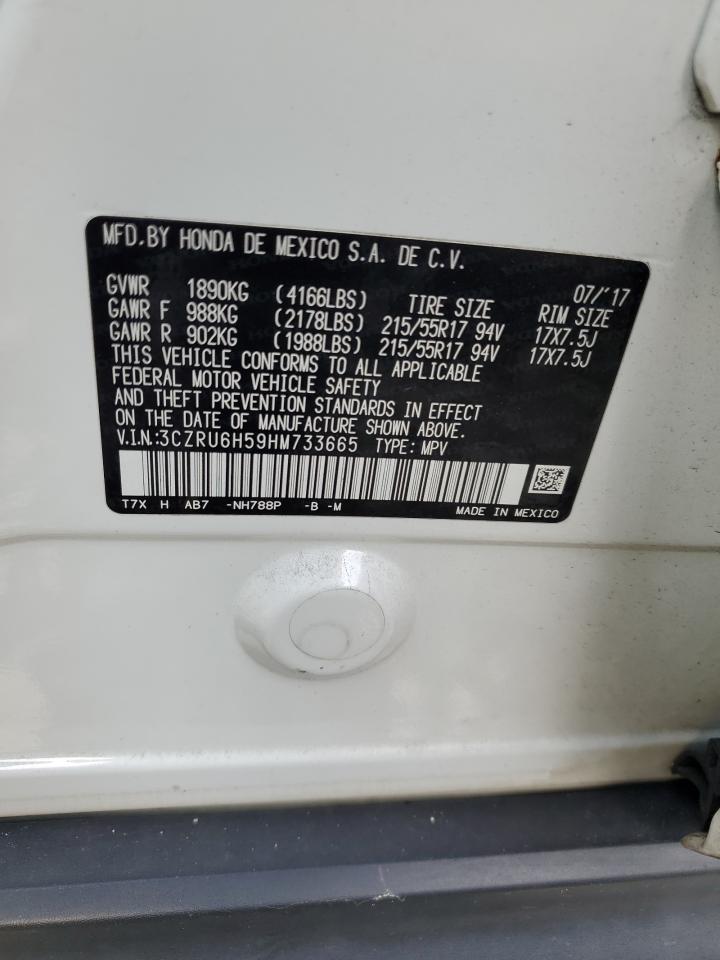 MFD.BY HONDA DE MEXICO S.A. DE C.V.
07/'17
GVWR 1890KG (4166LBS) TIRE SIZE RIM SIZE
GAWR F 988KG (2178LBS) 215/55R17 94V 17X7.5J
GAWR R 902KG (1988LBS) 215/55R17 94V 17X7.5J
THIS VEHICLE CONFORMS TO ALL APPLICABLE
FEDERAL MOTOR VEHICLE SAFETY
AND THEFT PREVENTION STANDARDS IN EFFECT
ON THE DATE OF MANUFACTURE SHOWN ABOVE.
V.I.N.:3CZRU6H59HM733665 TYPE: MPV
T7X H AB7 -NH788P -B -M MADE IN MEXICO